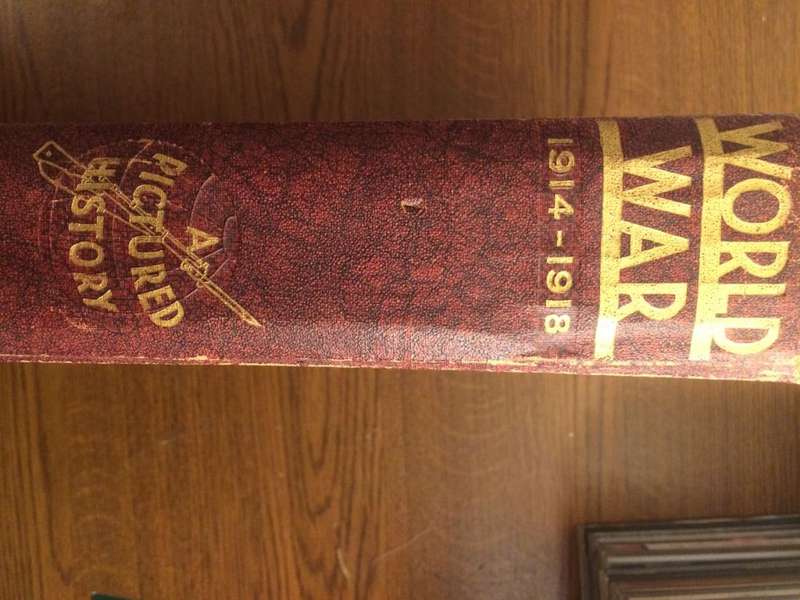 WORLD
WAR
1914-1918
A
PICTURED
HISTORY